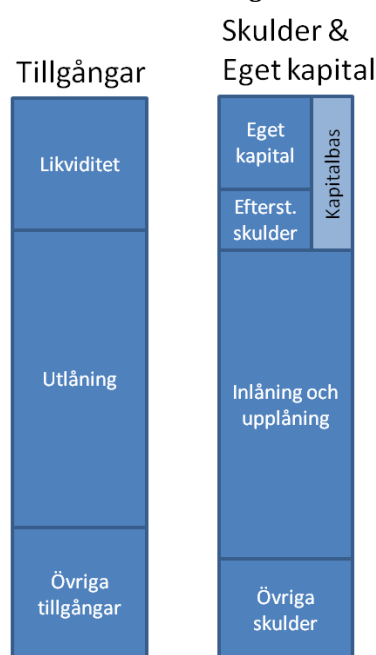 Tillgångar
Likviditet
Utlåning
Övriga
tillgångar
Skulder &
Eget kapital
Eget
kapital
Kapitalbas
Efterst.
skulder
Inlåning och
upplåning
Övriga
skulder